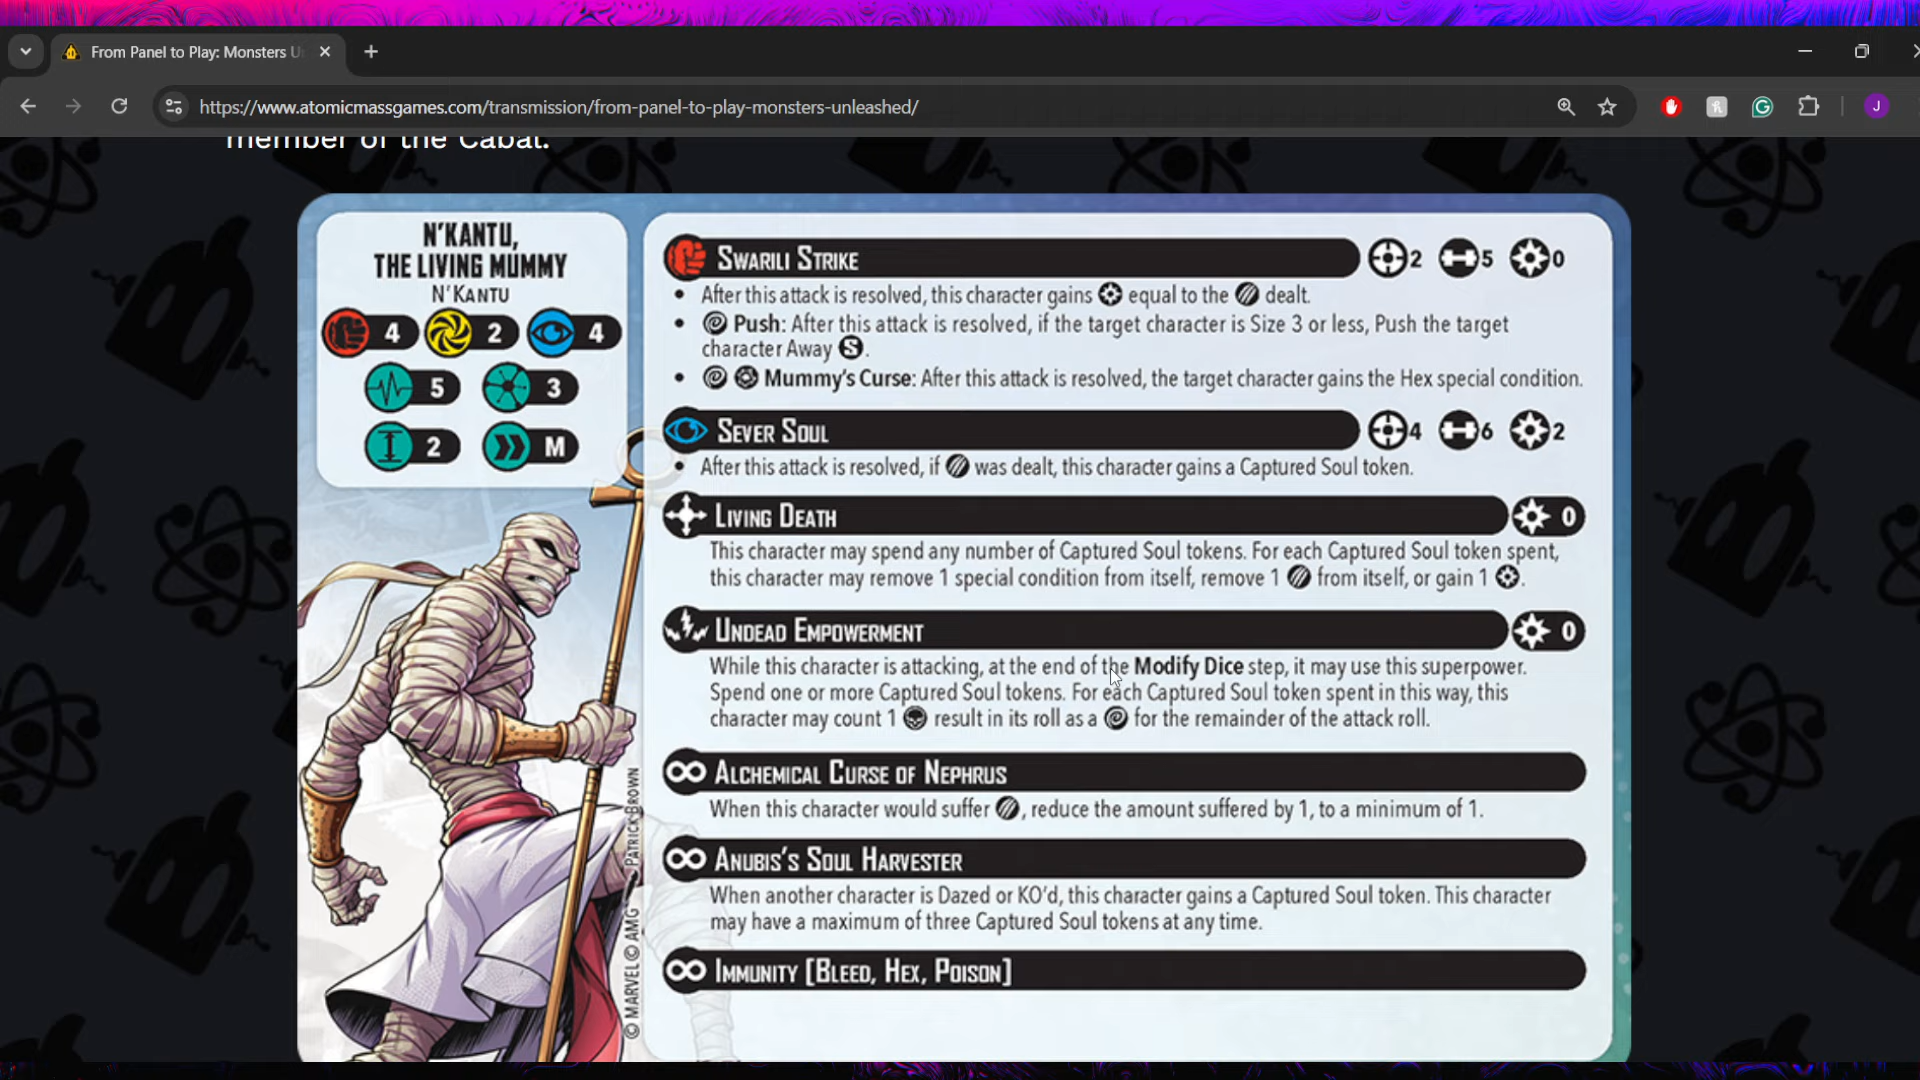 From Panel to Play: Monsters U
https://www.atomicmassgames.com/transmission/from-panel-to-play-monsters-unleashed/
J
member of the Cabal.
N'KANTU,
THE LIVING MUMMY
N'KANTU
4 2 4
5 3
2 M
SWARILI STRIKE 2 5 0
• After this attack is resolved, this character gains equal to the dealt.
• Push: After this attack is resolved, if the target character is Size 3 or less, Push the target
character Away S.
• Mummy's Curse: After this attack is resolved, the target character gains the Hex special condition.
SEVER SOUL 4 6 2
• After this attack is resolved, if was dealt, this character gains a Captured Soul token.
LIVING DEATH 0
This character may spend any number of Captured Soul tokens. For each Captured Soul token spent,
this character may remove 1 special condition from itself, remove 1 from itself, or gain 1 .
UNDEAD EMPOWERMENT 0
While this character is attacking, at the end of the Modify Dice step, it may use this superpower.
Spend one or more Captured Soul tokens. For each Captured Soul token spent in this way, this
character may count 1 result in its roll as a for the remainder of the attack roll.
ALCHEMICAL CURSE OF NEPHRUS
When this character would suffer , reduce the amount suffered by 1, to a minimum of 1.
ANUBIS'S SOUL HARVESTER
When another character is Dazed or KO'd, this character gains a Captured Soul token. This character
may have a maximum of three Captured Soul tokens at any time.
IMMUNITY [BLEED, HEX, POISON]
© MARVEL © AMG - PATRICK BROWN